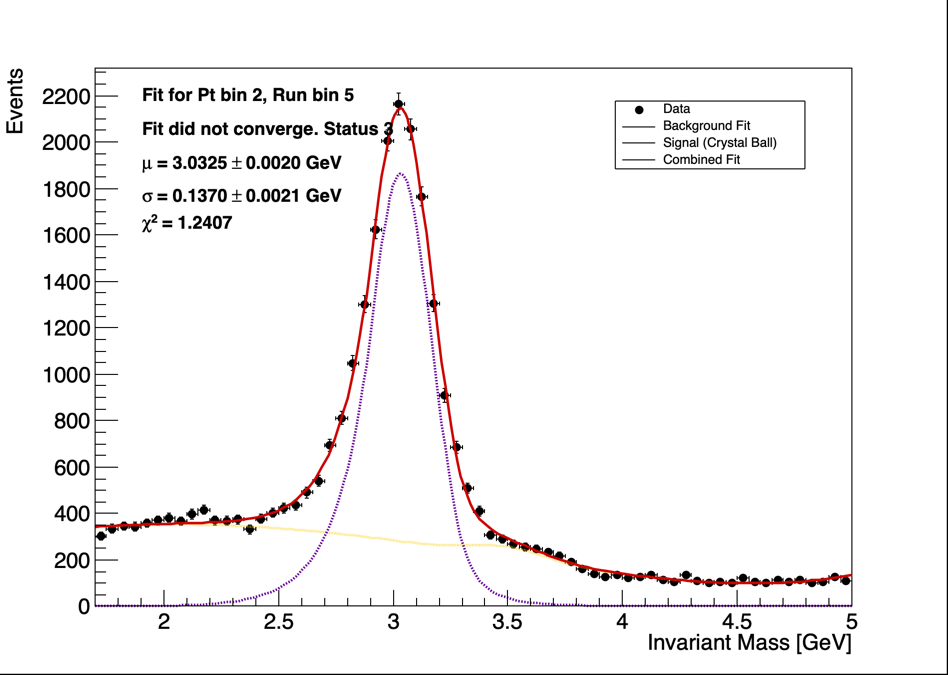 Events
2200
2000
1800
1600
1400
1200
1000
800
600
400
200
0
Fit for Pt bin 2, Run bin 5
Fit did not converge. Status 3
μ = 3.0325 ± 0.0020 GeV
σ = 0.1370 ± 0.0021 GeV
χ² = 1.2407
Data
Background Fit
Signal (Crystal Ball)
Combined Fit
2 2.5 3 3.5 4 4.5 5
Invariant Mass [GeV]